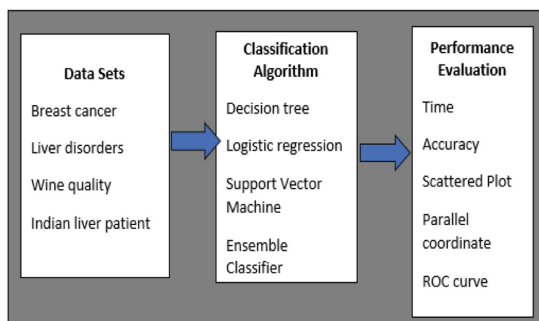 Data Sets
Breast cancer
Liver disorders
Wine quality
Indian liver patient
Classification
Algorithm
Decision tree
Logistic regression
Support Vector
Machine
Ensemble
Classifier
Performance
Evaluation
Time
Accuracy
Scattered Plot
Parallel
coordinate
ROC curve